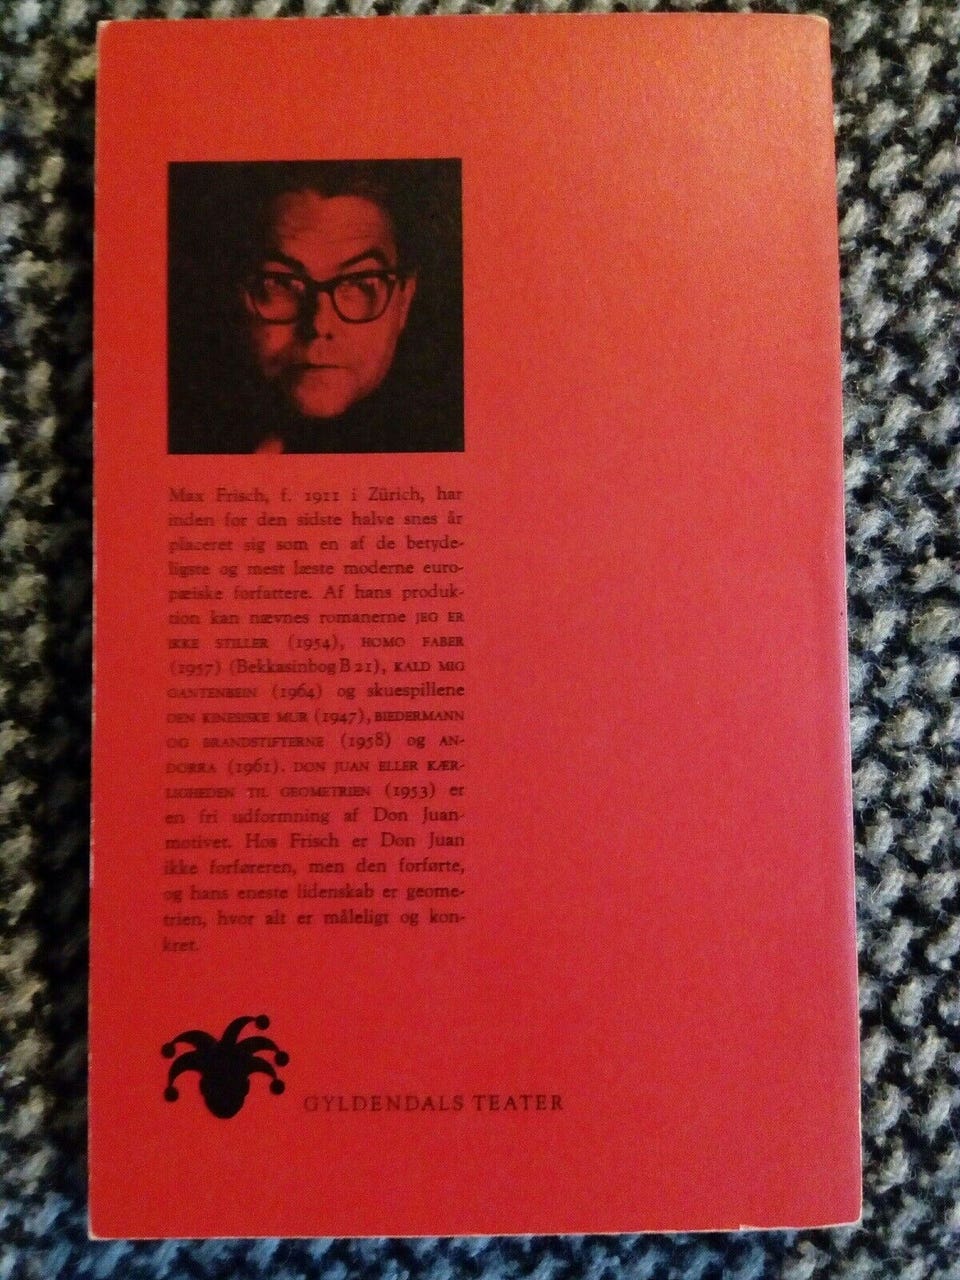 Max Frisch, f. 1911 i Zürich, har
inden for den sidste halve snes år
placeret sig som en af de betyde-
ligste og mest læste moderne euro-
pæiske forfattere. Af hans produk-
tion kan nævnes romanerne JEG ER
IKKE STILLER (1954), HOMO FABER
(1957) (Bekkasinbog B 21), KALD MIG
GANTENBEIN (1964) og skuespillene
DEN KINESISKE MUR (1947), BIEDERMANN
OG BRANDSTIFTERNE (1958) og AN-
DORRA (1961). DON JUAN ELLER KÆR-
LIGHEDEN TIL GEOMETRIEN (1953) er
en fri udformning af Don Juan-
motivet. Hos Frisch er Don Juan
ikke forføreren, men den forførte,
og hans eneste lidenskab er geome-
trien, hvor alt er måleligt og kon-
kret.
GYLDENDALS TEATER